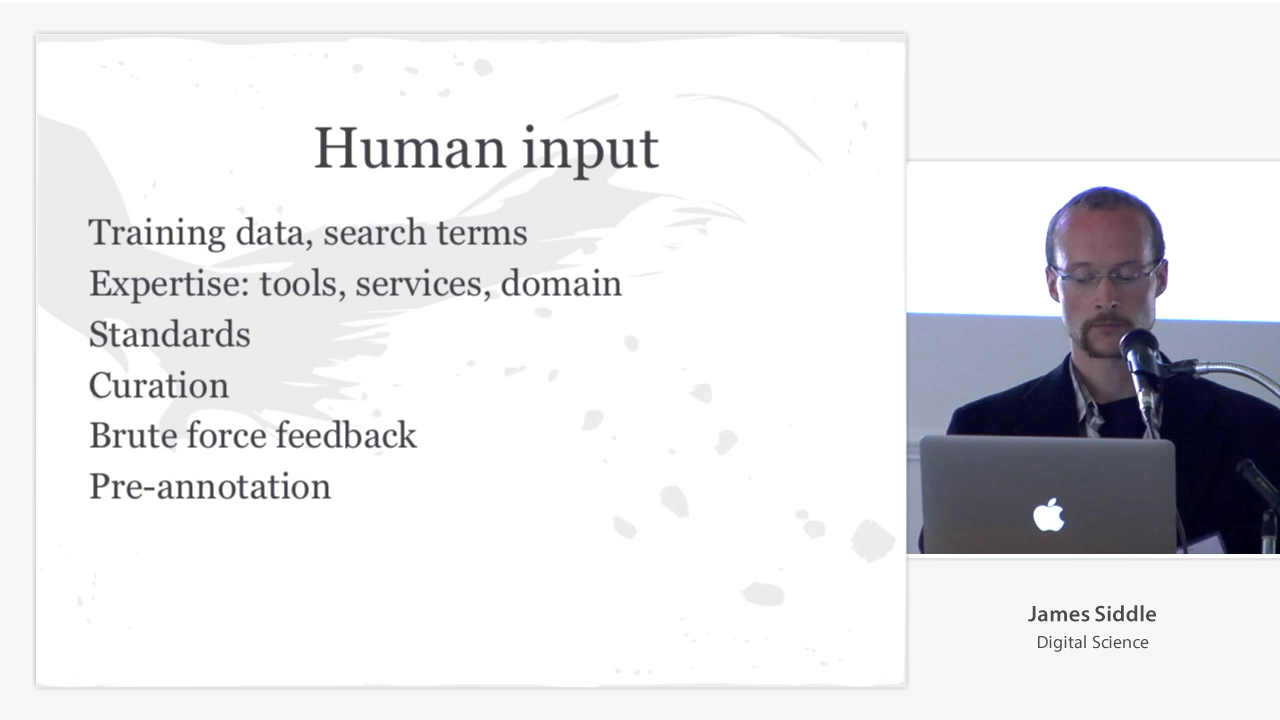 Human input
Training data, search terms
Expertise: tools, services, domain
Standards
Curation
Brute force feedback
Pre-annotation
James Siddle
Digital Science